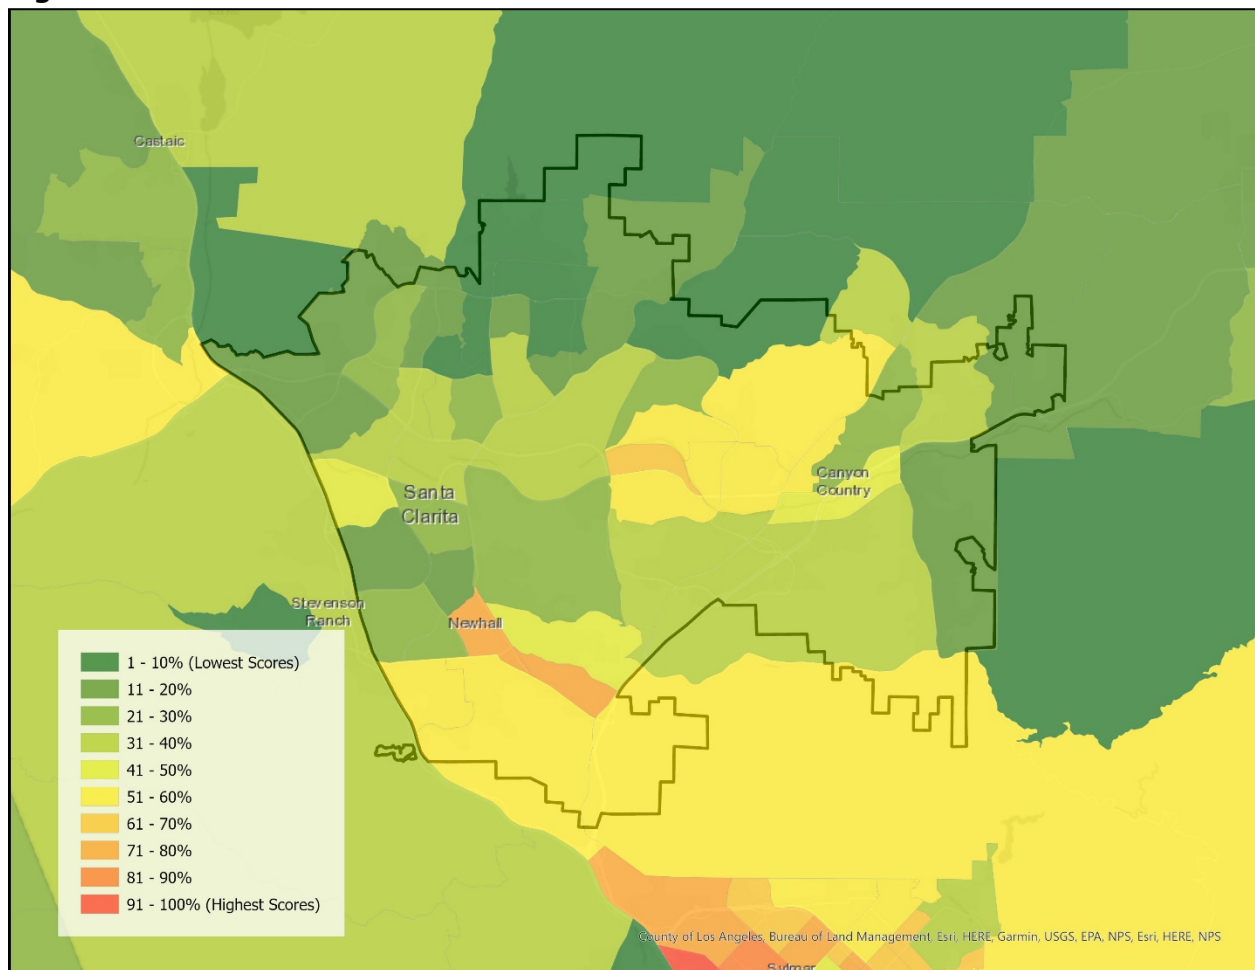 Castaic
Santa
Clarita
Canyon
Country
Stevenson
Ranch
Newhall
1 - 10% (Lowest Scores)
11 - 20%
21 - 30%
31 - 40%
41 - 50%
51 - 60%
61 - 70%
71 - 80%
81 - 90%
91 - 100% (Highest Scores)
County of Los Angeles, Bureau of Land Management, Esri, HERE, Garmin, USGS, EPA, NPS, Esri, HERE, NPS
Sylmar